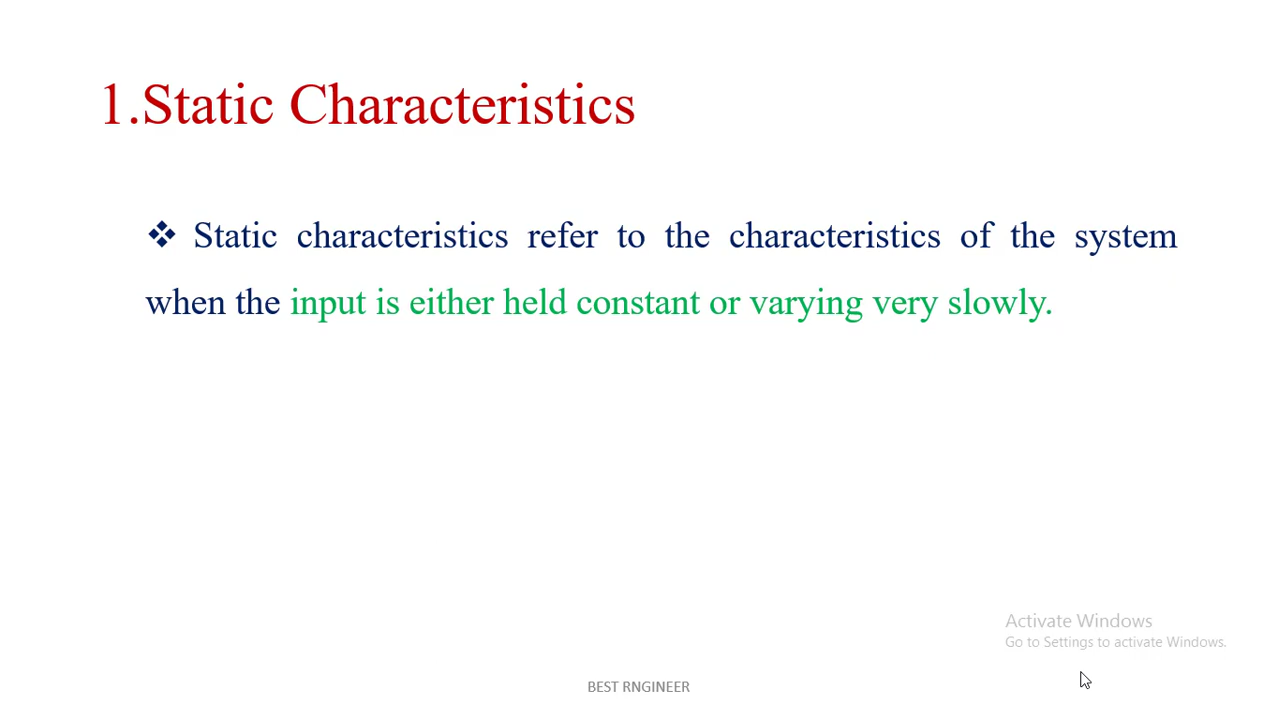 1.Static Characteristics
❖ Static characteristics refer to the characteristics of the system
when the input is either held constant or varying very slowly.
Activate Windows
Go to Settings to activate Windows.
BEST RNGINEER